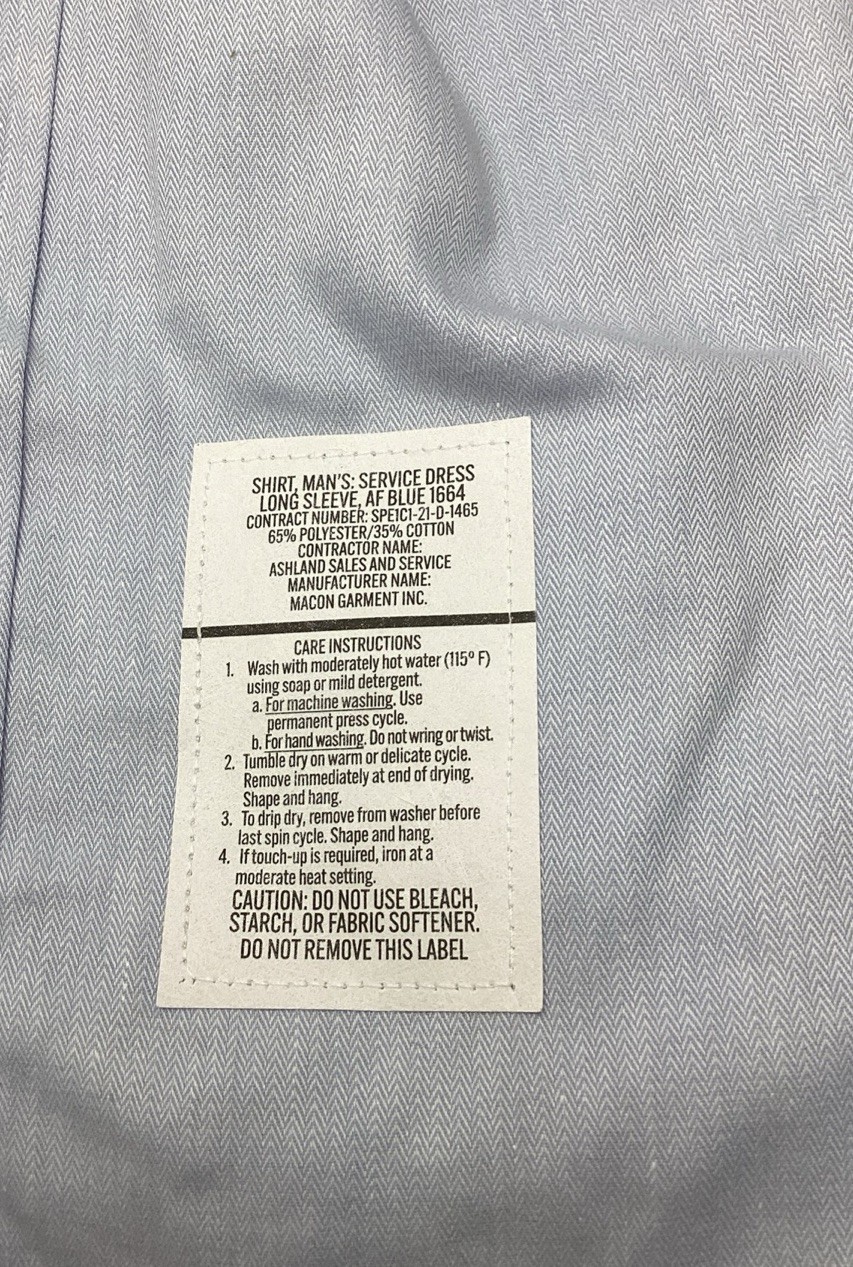 SHIRT, MAN'S: SERVICE DRESS
LONG SLEEVE, AF BLUE 1664
CONTRACT NUMBER: SPE1C1-21-D-1465
65% POLYESTER/35% COTTON
CONTRACTOR NAME:
ASHLAND SALES AND SERVICE
MANUFACTURER NAME:
MACON GARMENT INC.
CARE INSTRUCTIONS
1. Wash with moderately hot water (115° F)
using soap or mild detergent.
a. For machine washing. Use
permanent press cycle.
b. For hand washing. Do not wring or twist.
2. Tumble dry on warm or delicate cycle.
Remove immediately at end of drying.
Shape and hang.
3. To drip dry, remove from washer before
last spin cycle. Shape and hang.
4. If touch-up is required, iron at a
moderate heat setting.
CAUTION: DO NOT USE BLEACH,
STARCH, OR FABRIC SOFTENER.
DO NOT REMOVE THIS LABEL